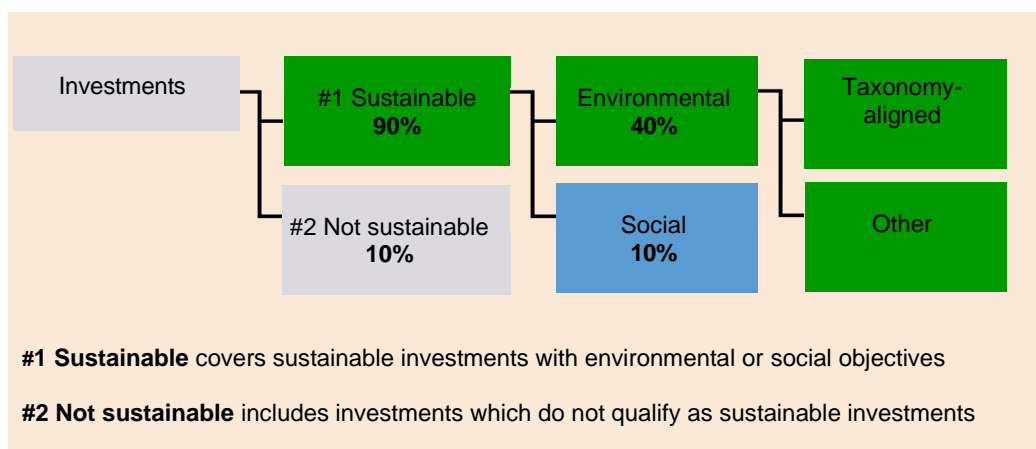 Investments
#1 Sustainable
90%
Environmental
40%
Taxonomy-
aligned
#2 Not sustainable
10%
Social
10%
Other
#1 Sustainable covers sustainable investments with environmental or social objectives
#2 Not sustainable includes investments which do not qualify as sustainable investments